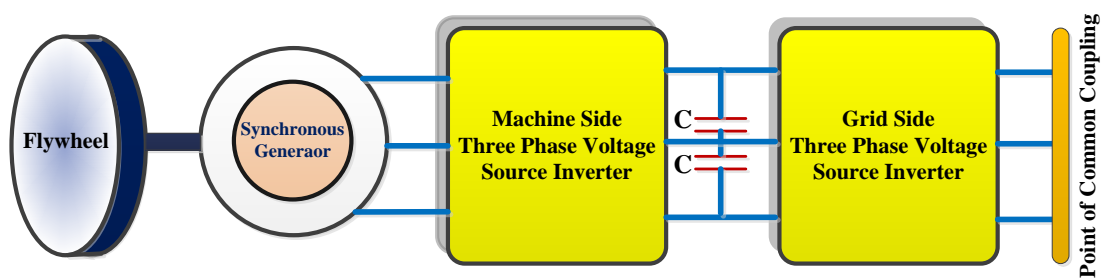 Flywheel
Synchronous
Generaor
Machine Side
Three Phase Voltage
Source Inverter
C
C
Grid Side
Three Phase Voltage
Source Inverter
Point of Common Coupling